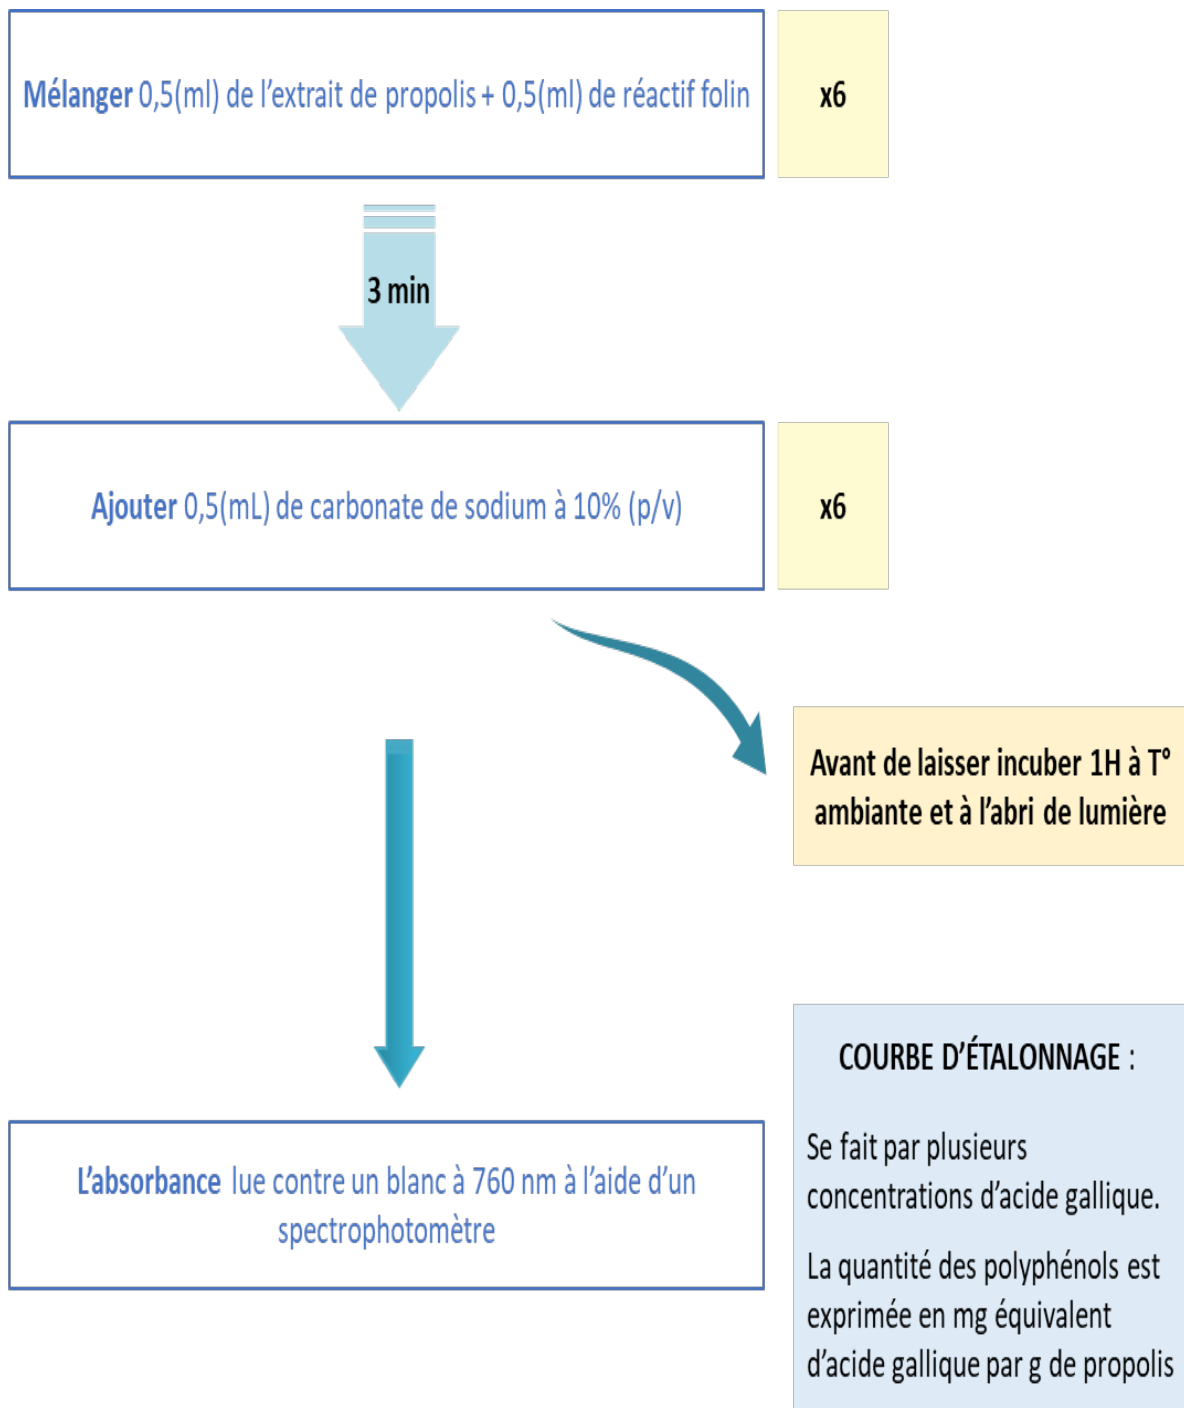 Mélanger 0,5(ml) de l’extrait de propolis + 0,5(ml) de réactif folin
x6
3 min
Ajouter 0,5(mL) de carbonate de sodium à 10% (p/v)
x6
Avant de laisser incuber 1H à T°
ambiante et à l’abri de lumière
L’absorbance lue contre un blanc à 760 nm à l’aide d’un
spectrophotomètre
COURBE D’ÉTALONNAGE :
Se fait par plusieurs
concentrations d’acide gallique.
La quantité des polyphénols est
exprimée en mg équivalent
d’acide gallique par g de propolis